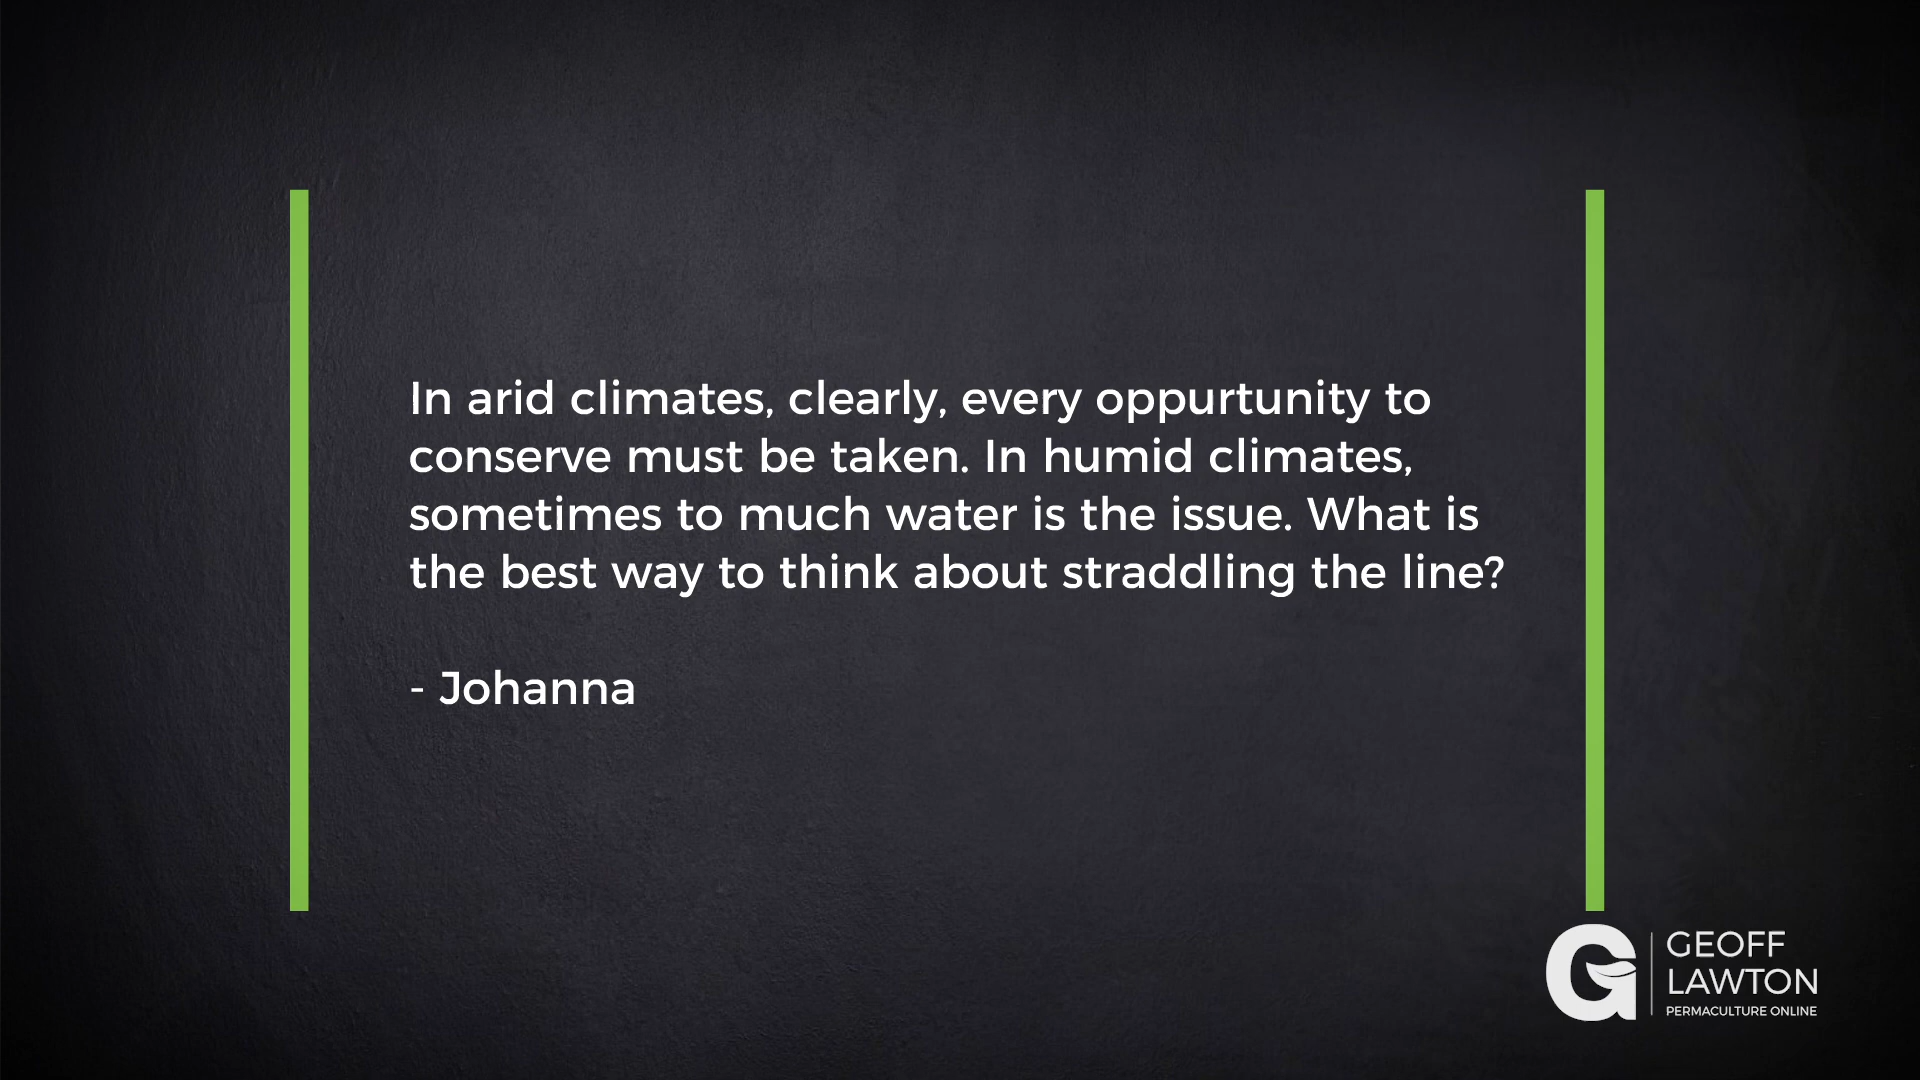 In arid climates, clearly, every oppurtunity to
conserve must be taken. In humid climates,
sometimes to much water is the issue. What is
the best way to think about straddling the line?
- Johanna
GEOFF
LAWTON
PERMACULTURE ONLINE